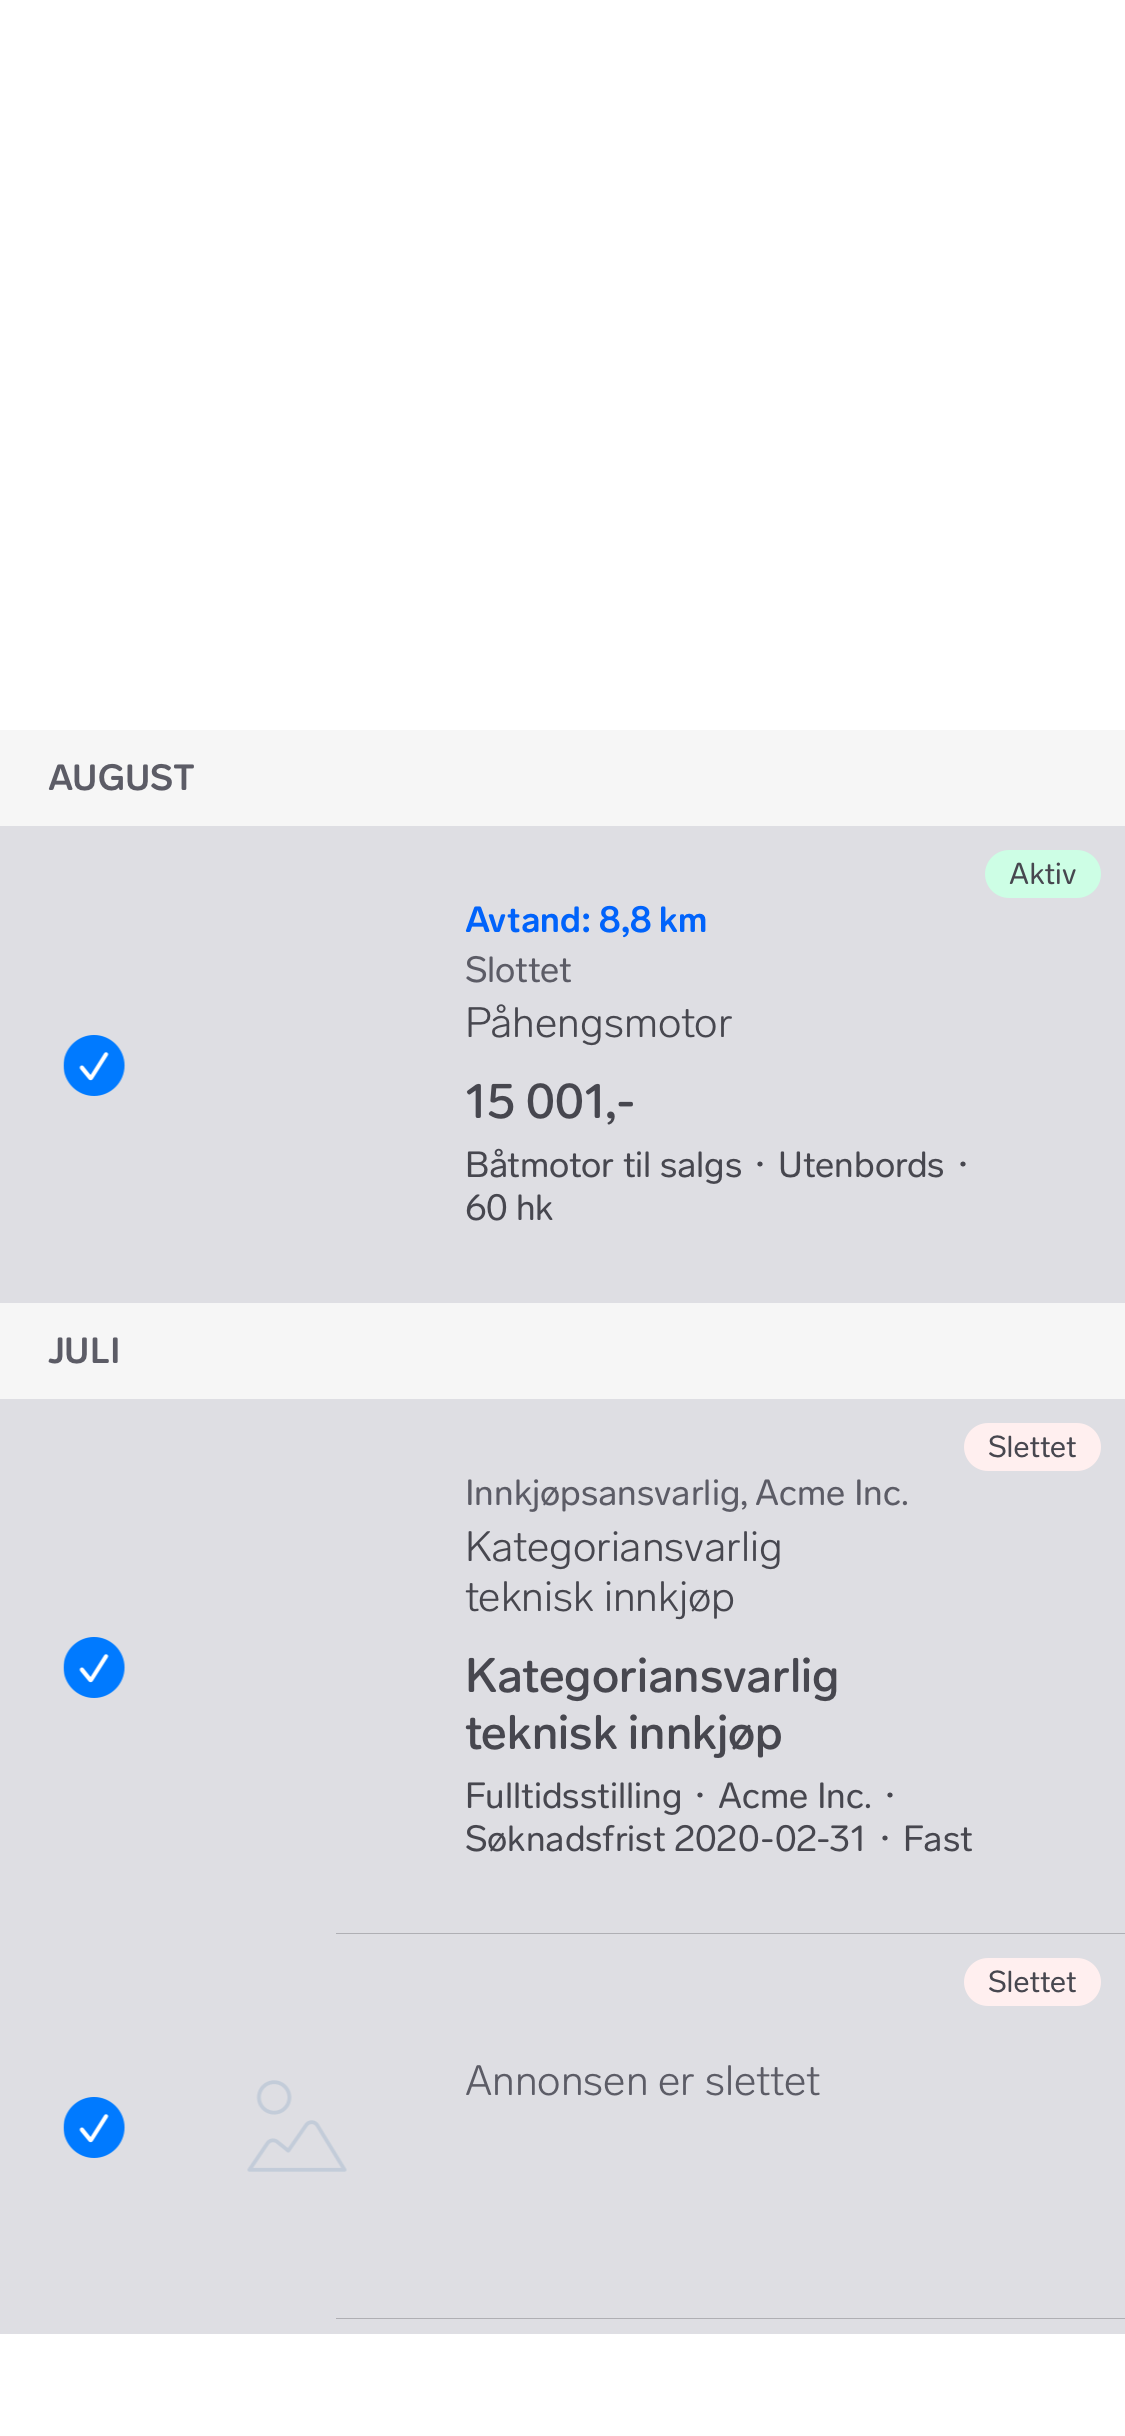 AUGUST
Aktiv
Avtand: 8,8 km
Slottet
Påhengsmotor
15 001,-
Båtmotor til salgs · Utenbords ·
60 hk
JULI
Slettet
Innkjøpsansvarlig, Acme Inc.
Kategoriansvarlig
teknisk innkjøp
Kategoriansvarlig
teknisk innkjøp
Fulltidsstilling · Acme Inc. ·
Søknadsfrist 2020-02-31 · Fast
Slettet
Annonsen er slettet